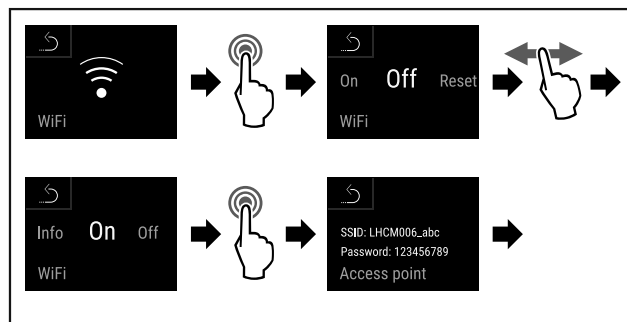 WiFi
On Off Reset
WiFi
Info On Off
WiFi
SSID: LHCM006_abc
Password: 123456789
Access point